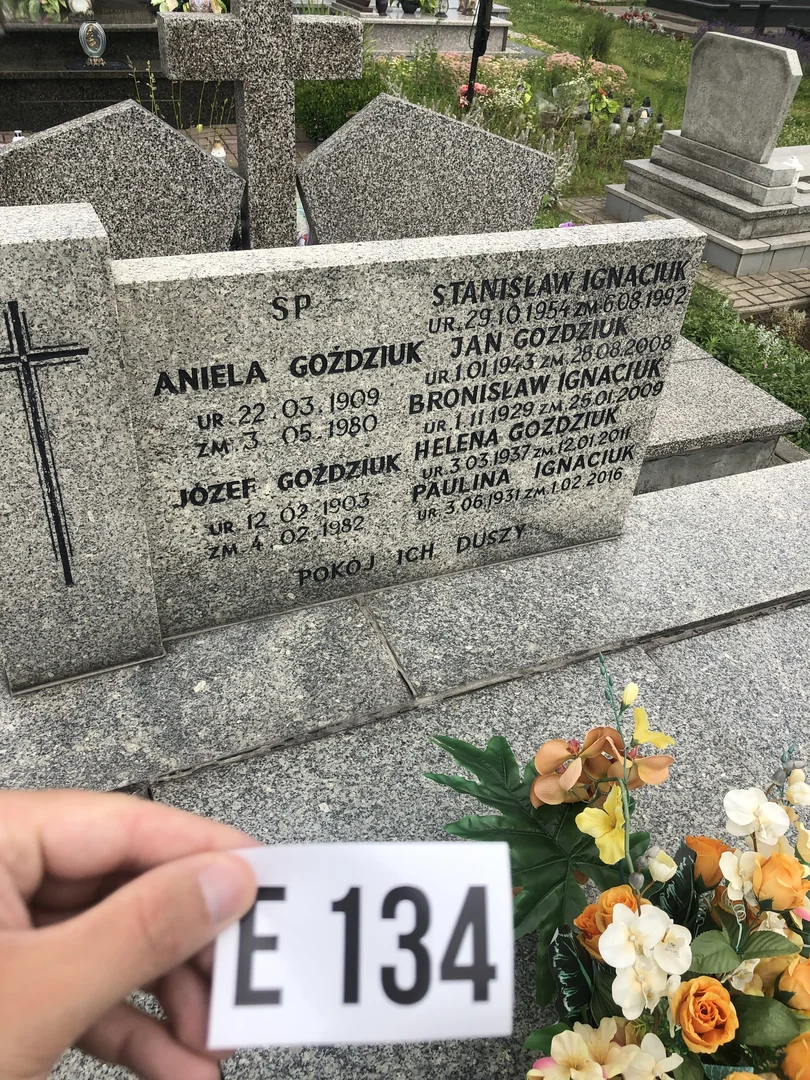 SP
ANIELA GOŹDZIUK
UR. 22.03.1909
ZM. 3.05.1980
JÓZEF GOŹDZIUK
UR. 12.02.1903
ZM. 4.02.1982
STANISŁAW IGNACIUK
UR. 29.10.1954 ZM. 6.08.1992
JAN GOŹDZIUK
UR. 1.01.1943 ZM. 28.08.2008
BRONISŁAW IGNACIUK
UR. 1.11.1929 ZM. 25.01.2009
HELENA GOŹDZIUK
UR. 3.03.1937 ZM. 12.01.2011
PAULINA IGNACIUK
UR. 3.06.1931 ZM. 1.02.2016
POKÓJ ICH DUSZY
E 134